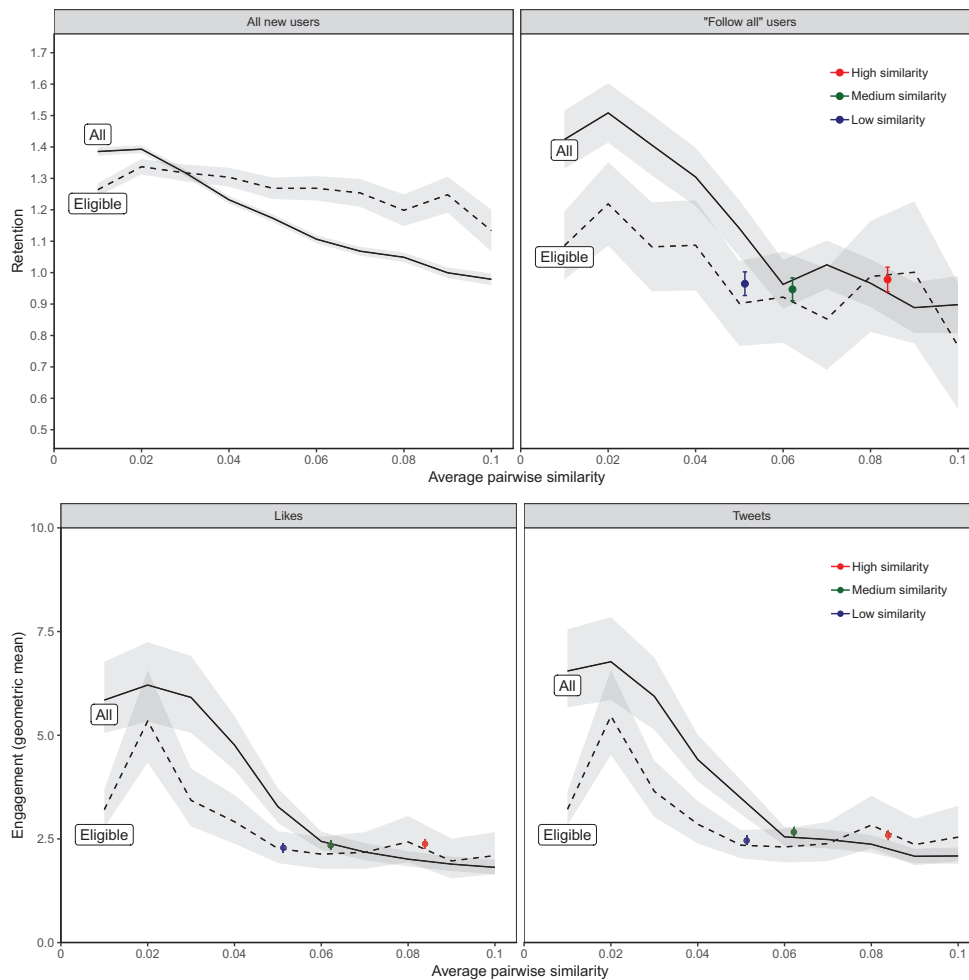 All new users
"Follow all" users
1.7
1.6
1.5
1.4
1.3
1.2
1.1
1.0
0.9
0.8
0.7
0.6
0.5
Retention
All
Eligible
All
Eligible
High similarity
Medium similarity
Low similarity
0 0.02 0.04 0.06 0.08 0.1
0 0.02 0.04 0.06 0.08 0.1
Average pairwise similarity
Likes
Tweets
10.0
7.5
5.0
2.5
0.0
Engagement (geometric mean)
All
Eligible
All
Eligible
High similarity
Medium similarity
Low similarity
0 0.02 0.04 0.06 0.08 0.1
0 0.02 0.04 0.06 0.08 0.1
Average pairwise similarity